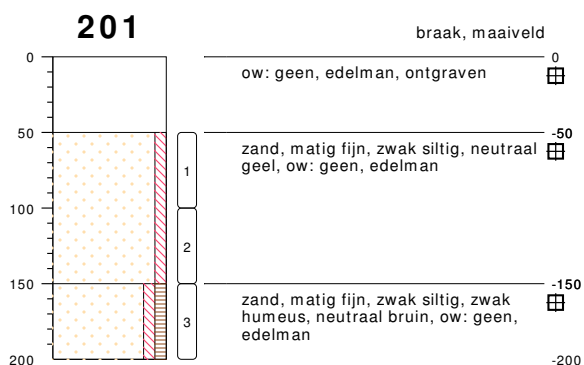 201
braak, maaiveld
0
0
ow: geen, edelman, ontgraven
50
-50
zand, matig fijn, zwak siltig, neutraal
geel, ow: geen, edelman
1
100
2
150
-150
zand, matig fijn, zwak siltig, zwak
humeus, neutraal bruin, ow: geen,
edelman
3
200
-200